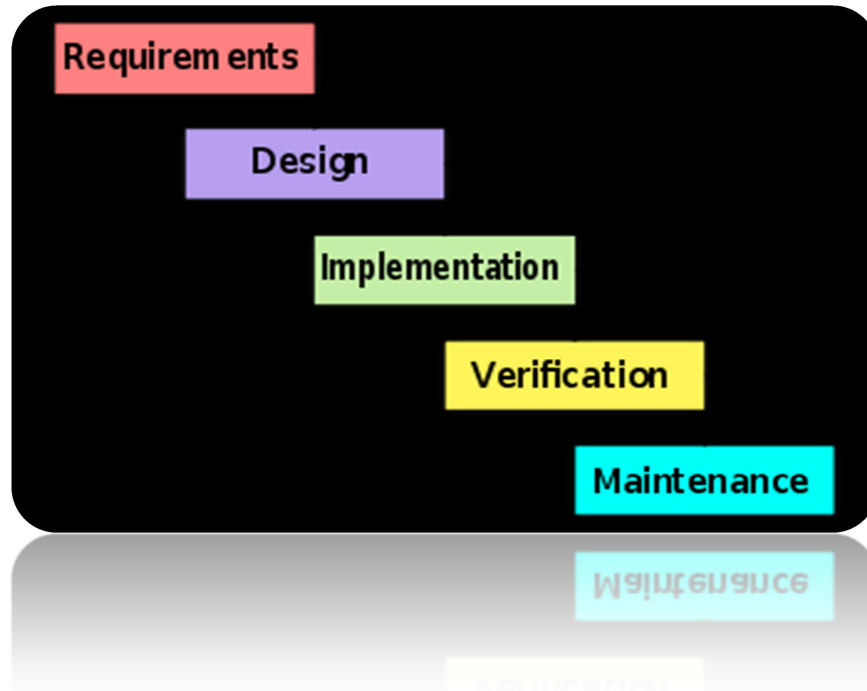 Requirements
Design
Implementation
Verification
Maintenance